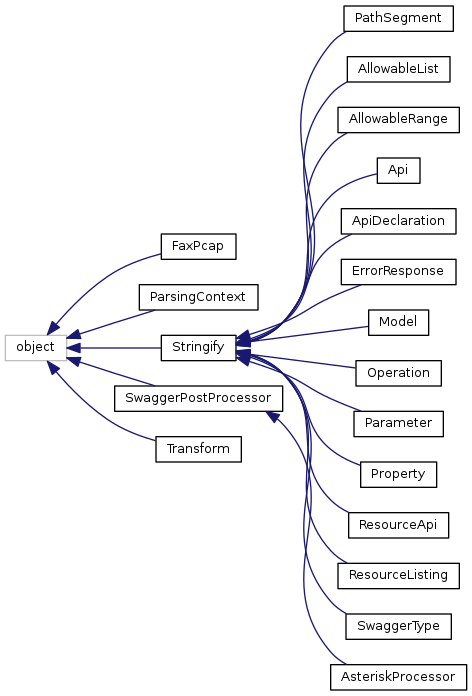 PathSegment
AllowableList
AllowableRange
Api
ApiDeclaration
FaxPcap
ErrorResponse
ParsingContext
Model
object
Stringify
Operation
SwaggerPostProcessor
Parameter
Transform
Property
ResourceApi
ResourceListing
SwaggerType
AsteriskProcessor